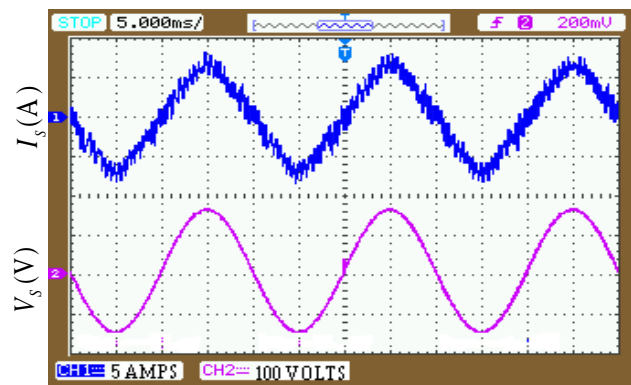 STOP 5.000ms/ T f 2 200mV
T
1
I_s (A)
2
V_S (V)
CH1 5 AMPS CH2 100 VOLTS